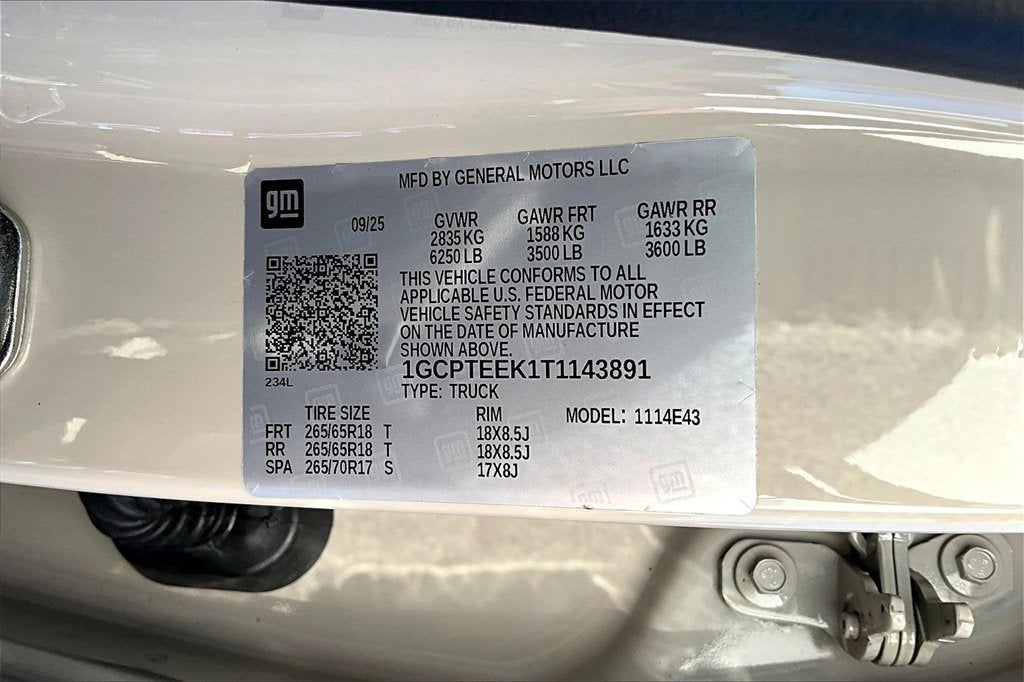 gm
MFD BY GENERAL MOTORS LLC
09/25 GVWR GAWR FRT GAWR RR
2835 KG 1588 KG 1633 KG
6250 LB 3500 LB 3600 LB
THIS VEHICLE CONFORMS TO ALL
APPLICABLE U.S. FEDERAL MOTOR
VEHICLE SAFETY STANDARDS IN EFFECT
ON THE DATE OF MANUFACTURE
SHOWN ABOVE.
234L
1GCPTEEK1T1143891
TYPE: TRUCK
TIRE SIZE RIM MODEL: 1114E43
FRT 265/65R18 T 18X8.5J
RR 265/65R18 T 18X8.5J
SPA 265/70R17 S 17X8J